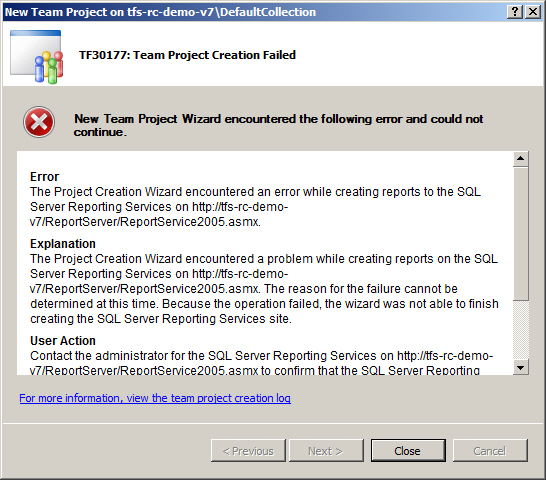 New Team Project on tfs-rc-demo-v7\DefaultCollection
TF30177: Team Project Creation Failed
New Team Project Wizard encountered the following error and could not
continue.
Error
The Project Creation Wizard encountered an error while creating reports to the SQL
Server Reporting Services on http://tfs-rc-demo-
v7/ReportServer/ReportService2005.asmx.
Explanation
The Project Creation Wizard encountered a problem while creating reports on the SQL
Server Reporting Services on http://tfs-rc-demo-
v7/ReportServer/ReportService2005.asmx. The reason for the failure cannot be
determined at this time. Because the operation failed, the wizard was not able to finish
creating the SQL Server Reporting Services site.
User Action
Contact the administrator for the SQL Server Reporting Services on http://tfs-rc-demo-
v7/ReportServer/ReportService2005.asmx to confirm that the SQL Server Reporting
For more information, view the team project creation log
< Previous
Next >
Close
Cancel